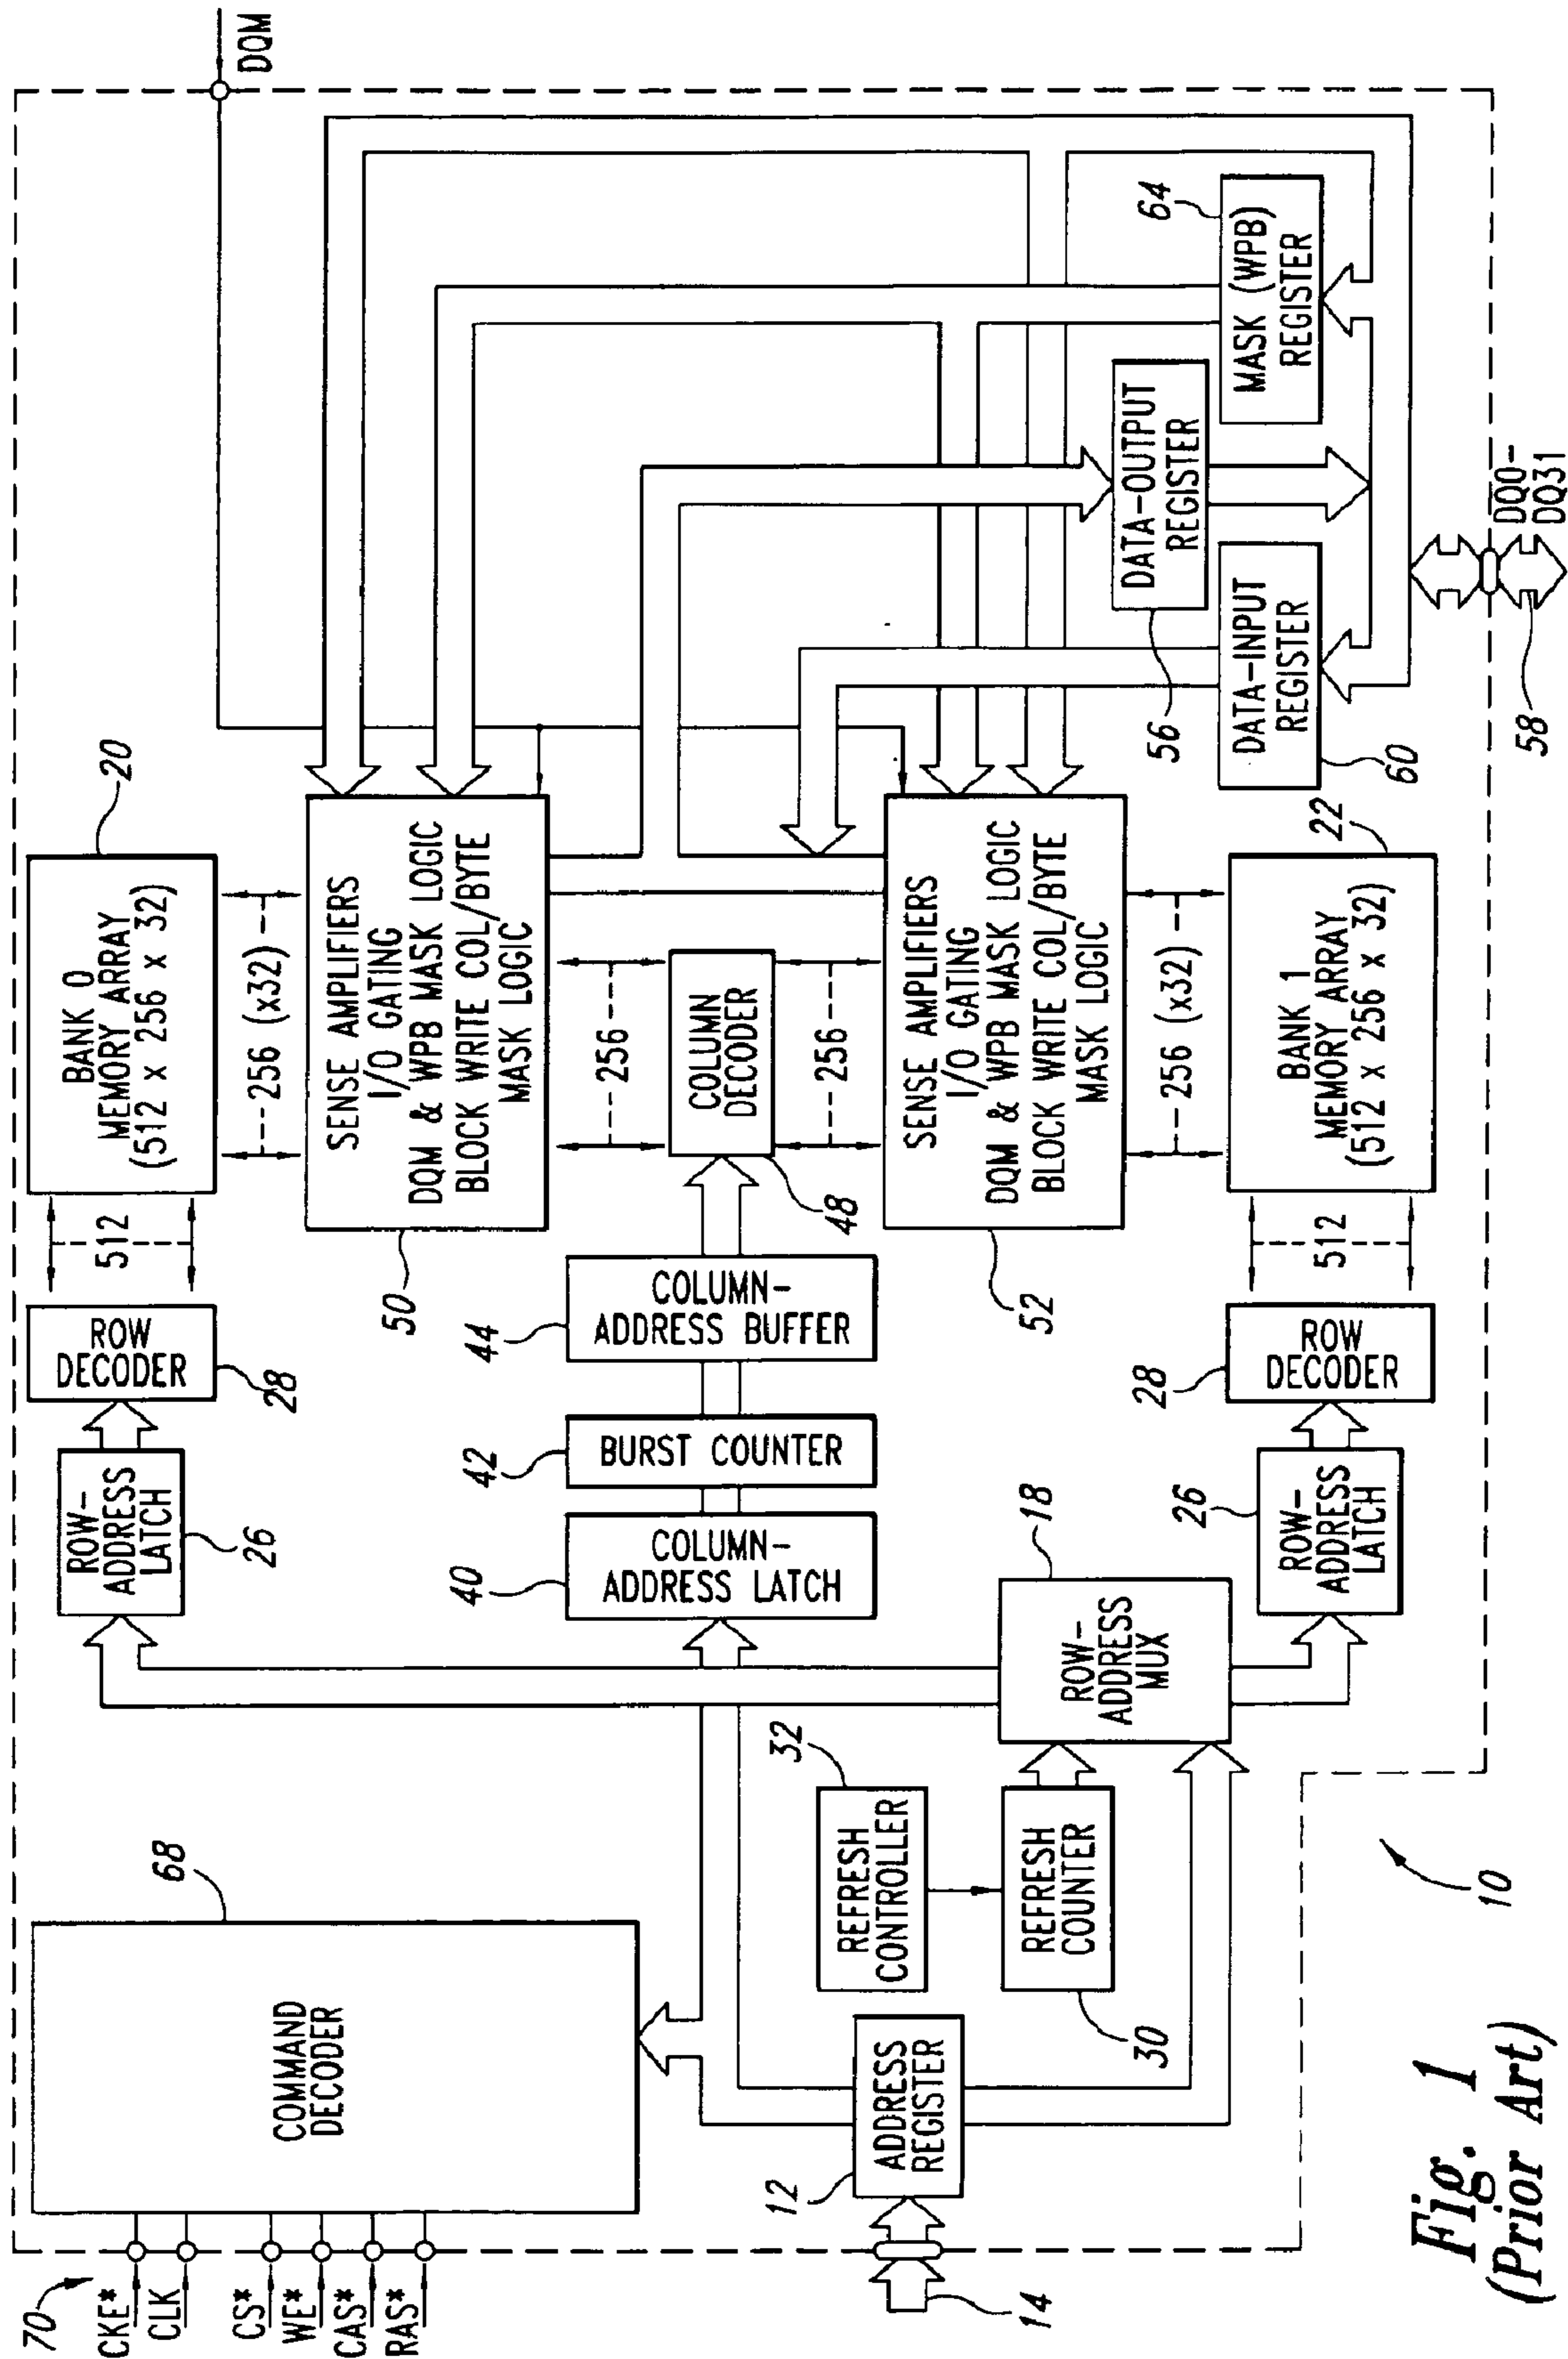 70
CKE*
CLK
CS*
WE*
CAS*
RAS*
COMMAND
DECODER
68
14
12
ADDRESS
REGISTER
REFRESH
CONTROLLER
32
REFRESH
COUNTER
30
ROW-
ADDRESS
MUX
18
ROW-
ADDRESS
LATCH
26
ROW
DECODER
28
512
BANK 0
MEMORY ARRAY
(512 x 256 x 32)
20
256 (x32)
SENSE AMPLIFIERS
I/O GATING
DQM & WPB MASK LOGIC
BLOCK WRITE COL/BYTE
MASK LOGIC
50
256
COLUMN-
ADDRESS LATCH
40
BURST COUNTER
42
COLUMN-
ADDRESS BUFFER
44
COLUMN
DECODER
48
256
SENSE AMPLIFIERS
I/O GATING
DQM & WPB MASK LOGIC
BLOCK WRITE COL/BYTE
MASK LOGIC
52
256 (x32)
ROW-
ADDRESS
LATCH
26
ROW
DECODER
28
512
BANK 1
MEMORY ARRAY
(512 x 256 x 32)
22
DQM
DATA-OUTPUT
REGISTER
56
DATA-INPUT
REGISTER
60
MASK (WPB)
REGISTER
64
DQ0-
DQ31
58
10
Fig. 1
(Prior Art)